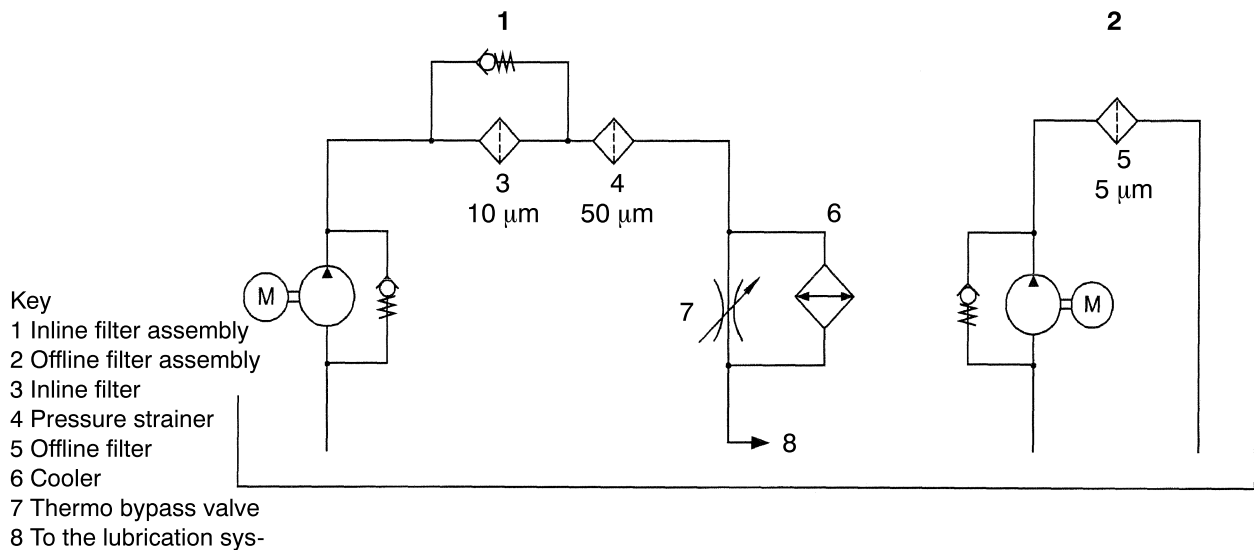 1
2
3
10 μm
4
50 μm
5
5 μm
6
7
M
M
8
Key
1 Inline filter assembly
2 Offline filter assembly
3 Inline filter
4 Pressure strainer
5 Offline filter
6 Cooler
7 Thermo bypass valve
8 To the lubrication sys-